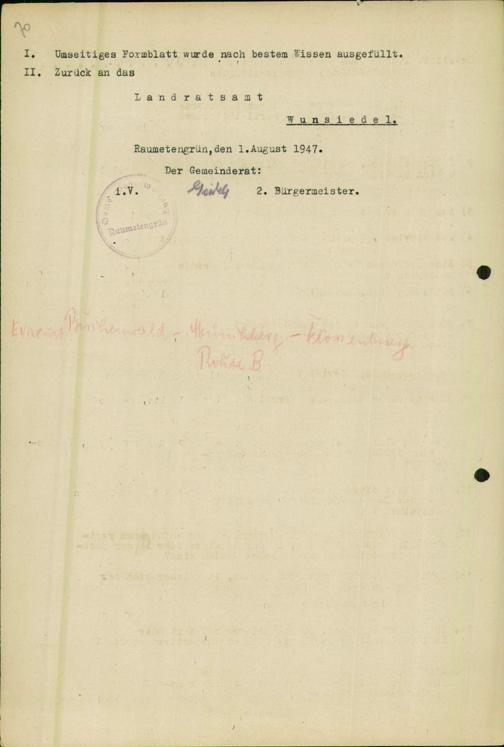 70
I. Umseitiges Formblatt wurde nach bestem Wissen ausgefüllt.
II. Zurück an das
Landratsamt
Wunsiedel.
Raumetengrün, den 1.August 1947.
Der Gemeinderat:
i.V. 2. Bürgermeister.
Raumetengrün
Buchenwald - - Flossenbürg
Route B